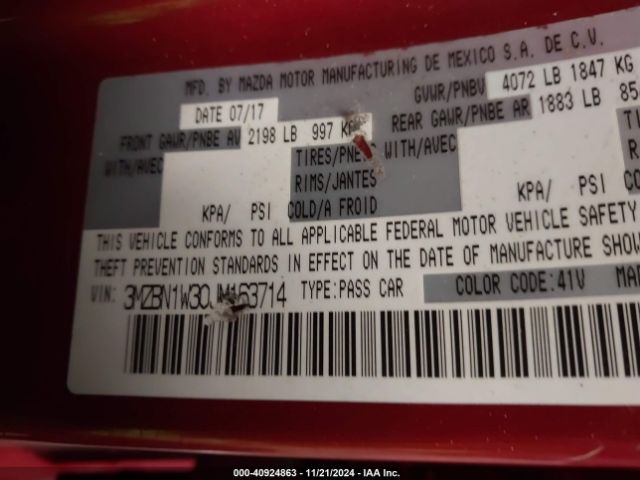 MFD. BY MAZDA MOTOR MANUFACTURING DE MEXICO S.A. DE C.V.
DATE 07/17 GVWR/PNBV 4072 LB 1847 KG
FRONT GAWR/PNBE AV 2198 LB 997 KG REAR GAWR/PNBE AR 1883 LB 85
WITH/AVEC TIRES/PNEU WITH/AVEC TI
RIMS/JANTES R
KPA/ PSI COLD/A FROID KPA/ PSI
THIS VEHICLE CONFORMS TO ALL APPLICABLE FEDERAL MOTOR VEHICLE SAFETY
THEFT PREVENTION STANDARDS IN EFFECT ON THE DATE OF MANUFACTURE SHOW
VIN: TYPE:PASS CAR COLOR CODE:41V MA
000-40924863 - 11/21/2024 - IAA Inc.